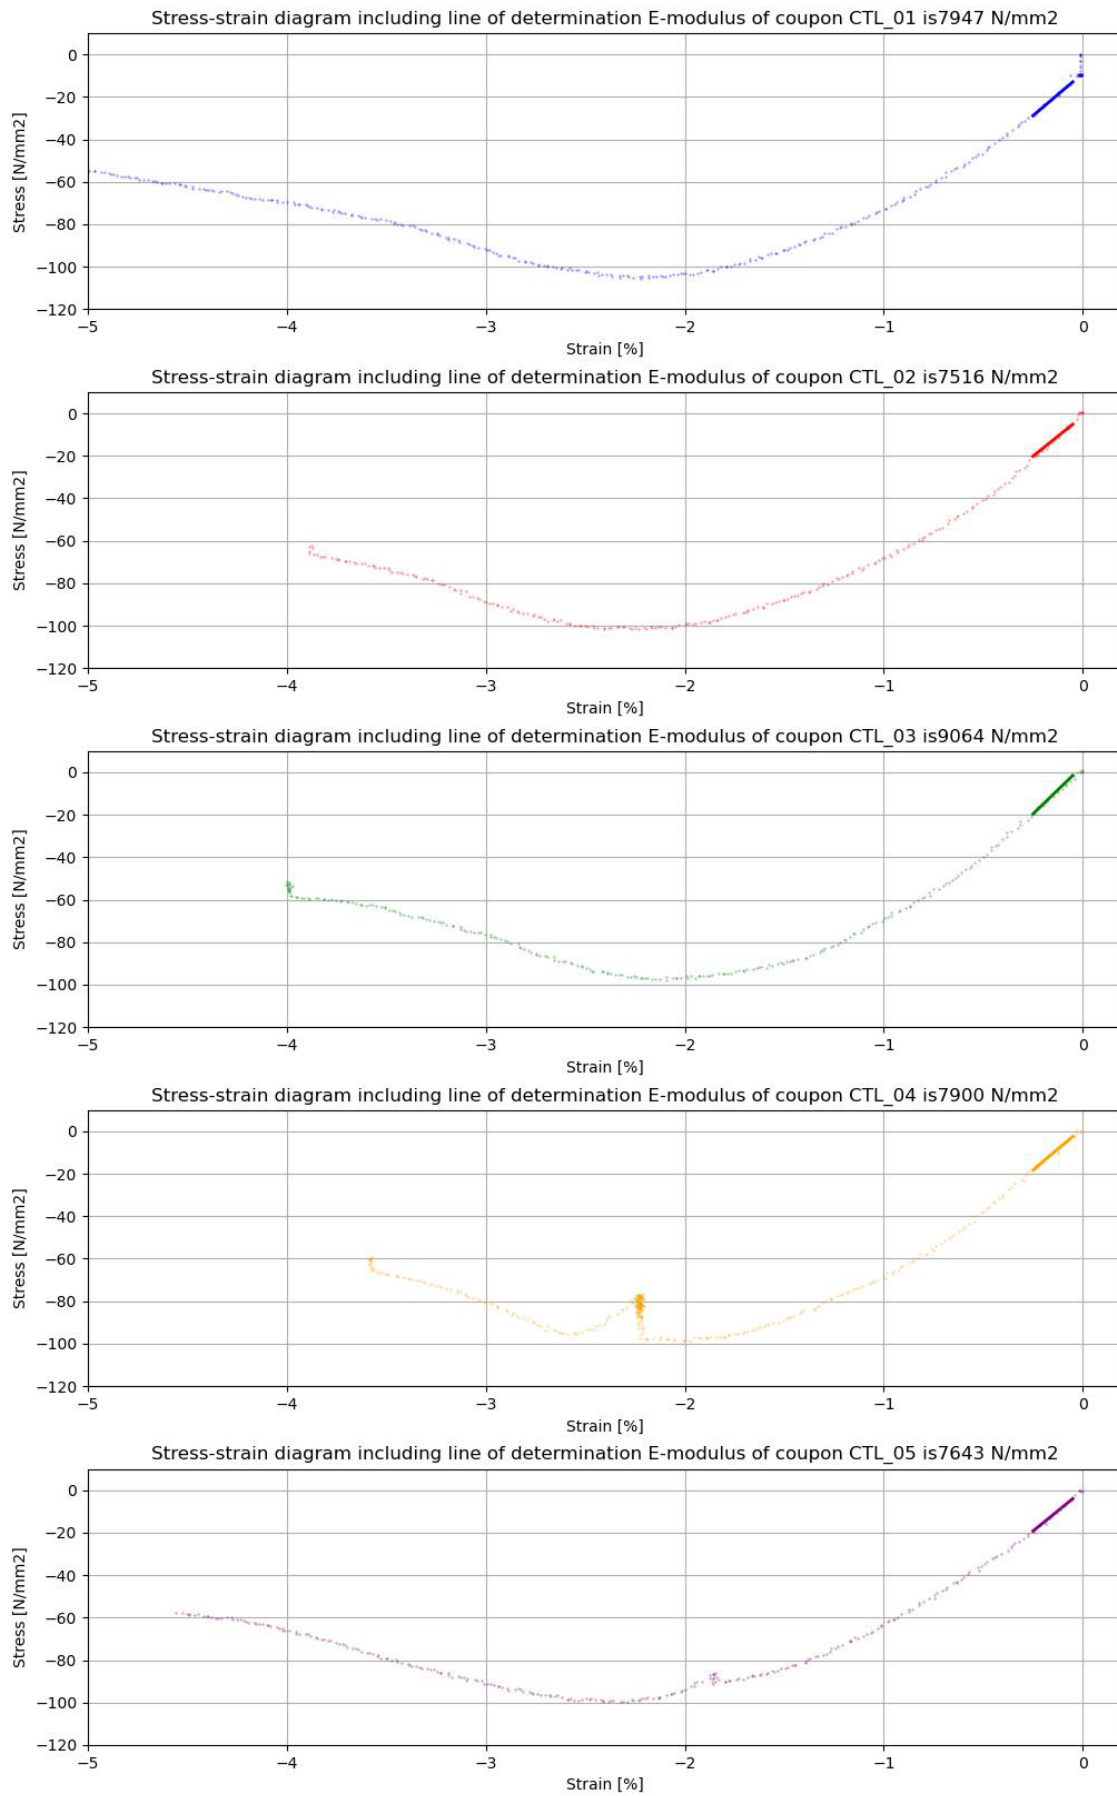 Stress-strain diagram including line of determination E-modulus of coupon CTL_01 is7947 N/mm2
0
−20
−40
−60
−80
−100
−120
Stress [N/mm2]
−5 −4 −3 −2 −1 0
Strain [%]
Stress-strain diagram including line of determination E-modulus of coupon CTL_02 is7516 N/mm2
0
−20
−40
−60
−80
−100
−120
Stress [N/mm2]
−5 −4 −3 −2 −1 0
Strain [%]
Stress-strain diagram including line of determination E-modulus of coupon CTL_03 is9064 N/mm2
0
−20
−40
−60
−80
−100
−120
Stress [N/mm2]
−5 −4 −3 −2 −1 0
Strain [%]
Stress-strain diagram including line of determination E-modulus of coupon CTL_04 is7900 N/mm2
0
−20
−40
−60
−80
−100
−120
Stress [N/mm2]
−5 −4 −3 −2 −1 0
Strain [%]
Stress-strain diagram including line of determination E-modulus of coupon CTL_05 is7643 N/mm2
0
−20
−40
−60
−80
−100
−120
Stress [N/mm2]
−5 −4 −3 −2 −1 0
Strain [%]